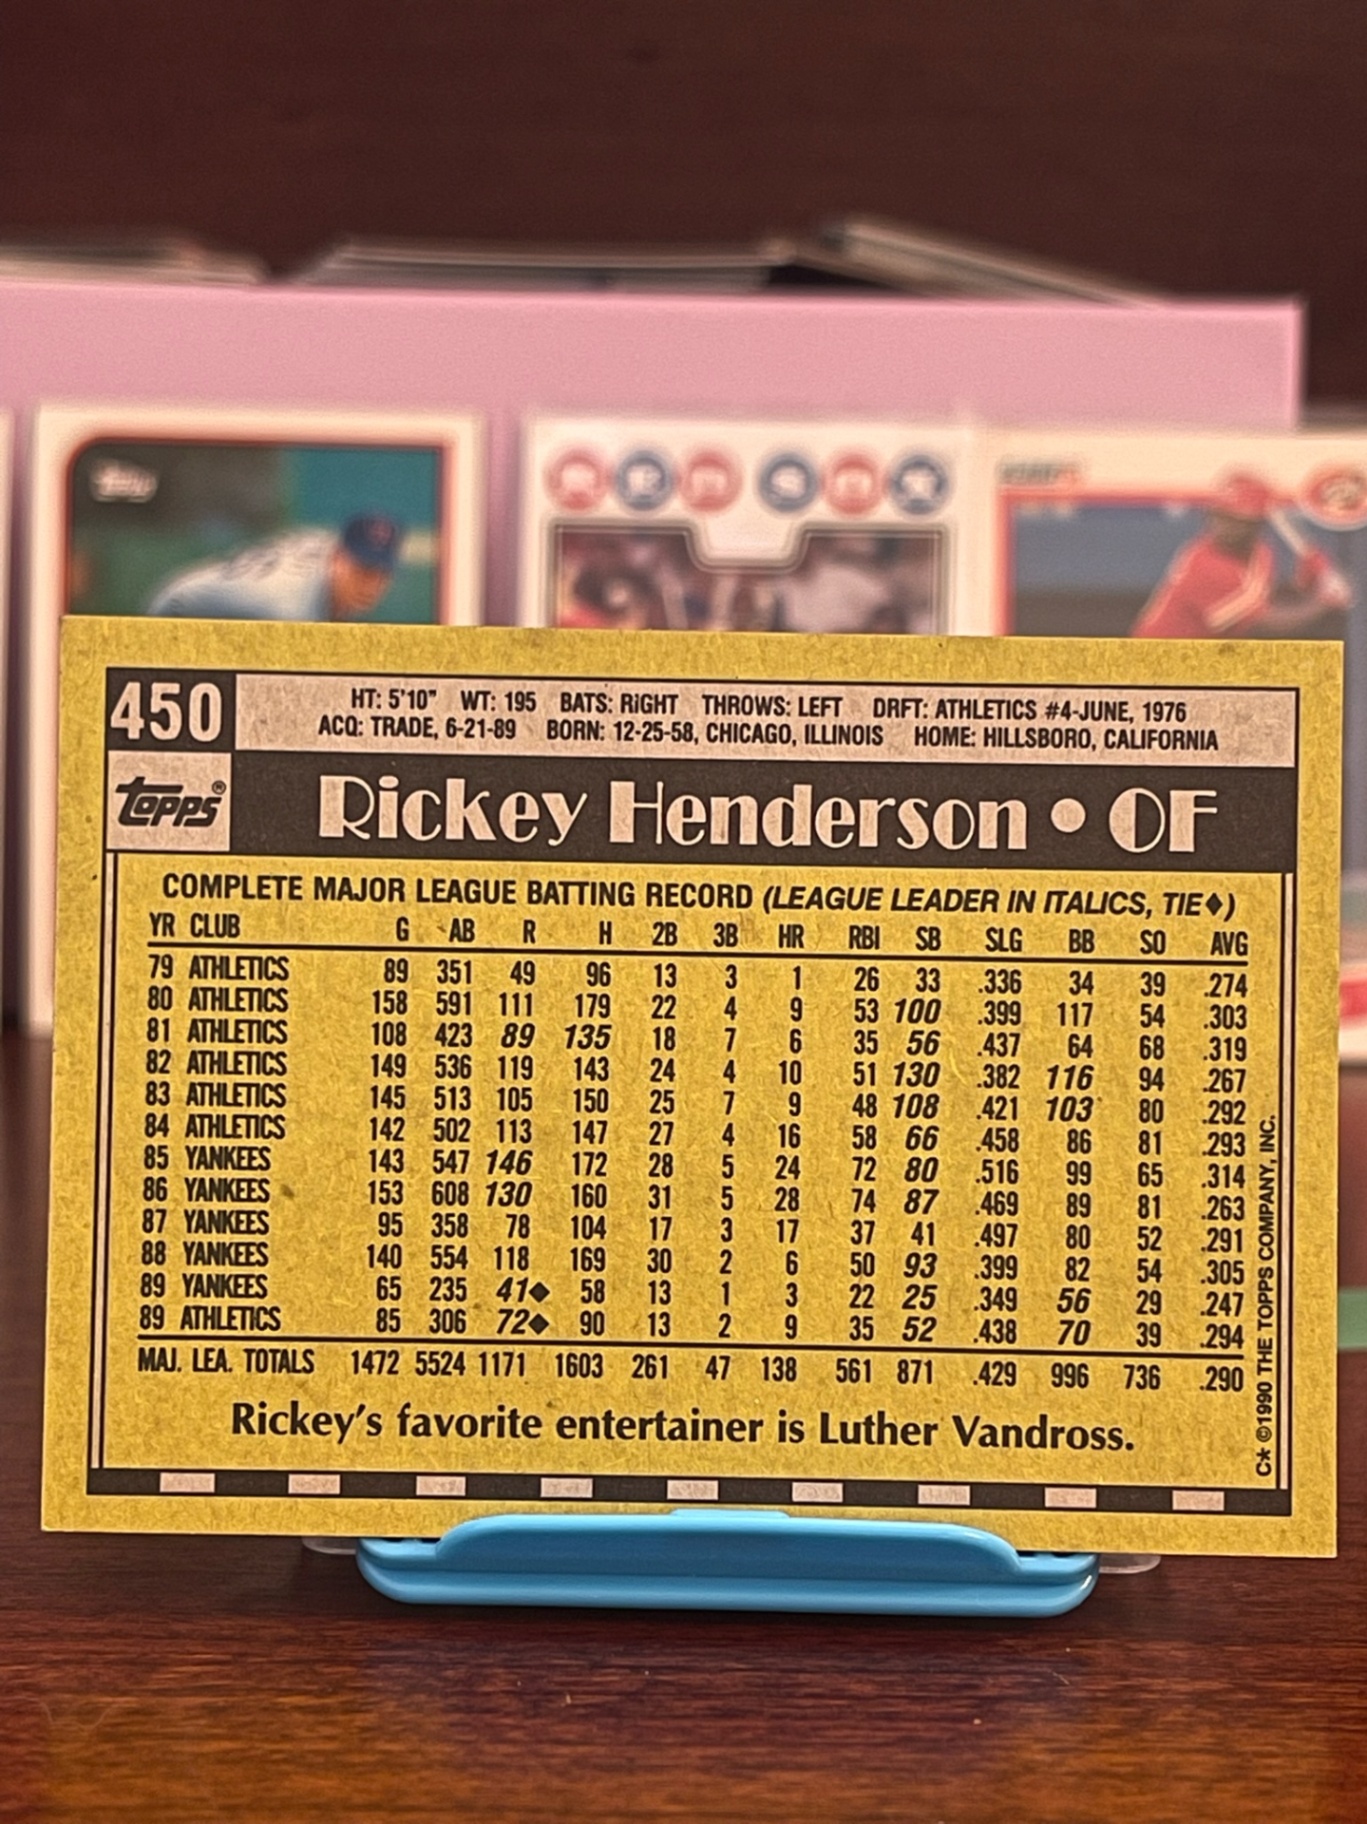 Topps
RED SOX
450
HT: 5'10" WT: 195 BATS: RIGHT THROWS: LEFT DRFT: ATHLETICS #4-JUNE, 1976
ACQ: TRADE, 6-21-89 BORN: 12-25-58, CHICAGO, ILLINOIS HOME: HILLSBORO, CALIFORNIA
topps®
Rickey Henderson • OF
COMPLETE MAJOR LEAGUE BATTING RECORD (LEAGUE LEADER IN ITALICS, TIE♦)
YR CLUB G AB R H 2B 3B HR RBI SB SLG BB SO AVG
79 ATHLETICS 89 351 49 96 13 3 1 26 33 .336 34 39 .274
80 ATHLETICS 158 591 111 179 22 4 9 53 100 .399 117 54 .303
81 ATHLETICS 108 423 89 135 18 7 6 35 56 .437 64 68 .319
82 ATHLETICS 149 536 119 143 24 4 10 51 130 .382 116 94 .267
83 ATHLETICS 145 513 105 150 25 7 9 48 108 .421 103 80 .292
84 ATHLETICS 142 502 113 147 27 4 16 58 66 .458 86 81 .293
85 YANKEES 143 547 146 172 28 5 24 72 80 .516 99 65 .314
86 YANKEES 153 608 130 160 31 5 28 74 87 .469 89 81 .263
87 YANKEES 95 358 78 104 17 3 17 37 41 .497 80 52 .291
88 YANKEES 140 554 118 169 30 2 6 50 93 .399 82 54 .305
89 YANKEES 65 235 41♦ 58 13 1 3 22 25 .349 56 29 .247
89 ATHLETICS 85 306 72♦ 90 13 2 9 35 52 .438 70 39 .294
MAJ. LEA. TOTALS 1472 5524 1171 1603 261 47 138 561 871 .429 996 736 .290
Rickey's favorite entertainer is Luther Vandross.
C* ©1990 THE TOPPS COMPANY, INC.